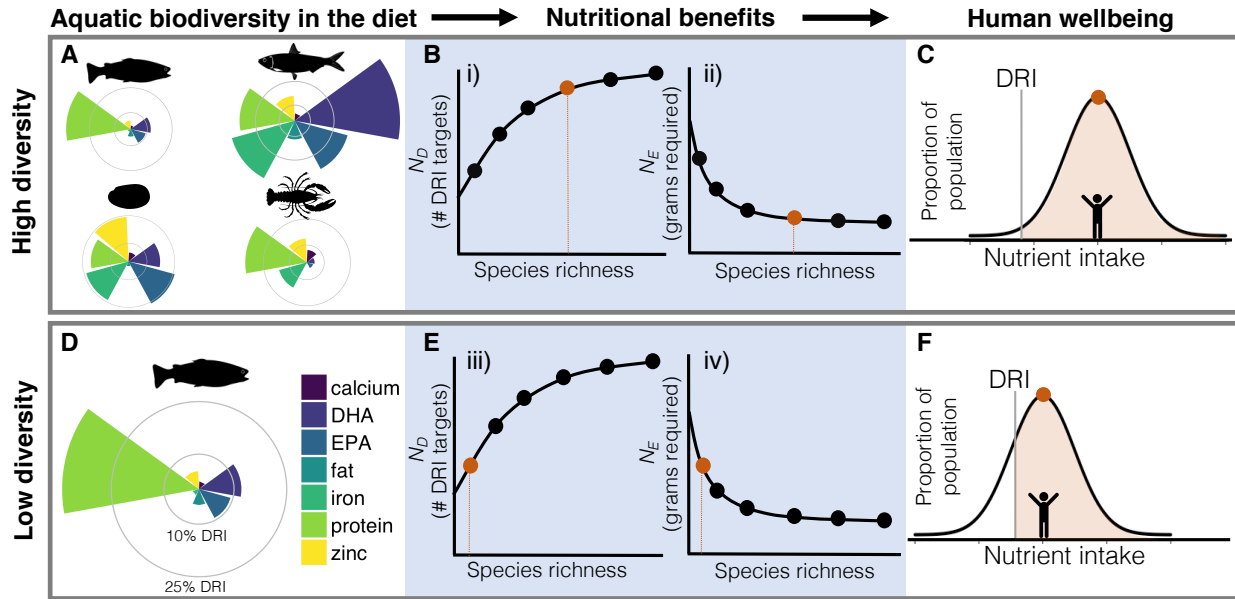 Aquatic biodiversity in the diet
Nutritional benefits
Human wellbeing
High diversity
A
B
i)
N_D
(# DRI targets)
Species richness
ii)
N_E
(grams required)
Species richness
C
DRI
Proportion of
population
Nutrient intake
Low diversity
D
10% DRI
25% DRI
calcium
DHA
EPA
fat
iron
protein
zinc
E
iii)
N_D
(# DRI targets)
Species richness
iv)
N_E
(grams required)
Species richness
F
DRI
Proportion of
population
Nutrient intake